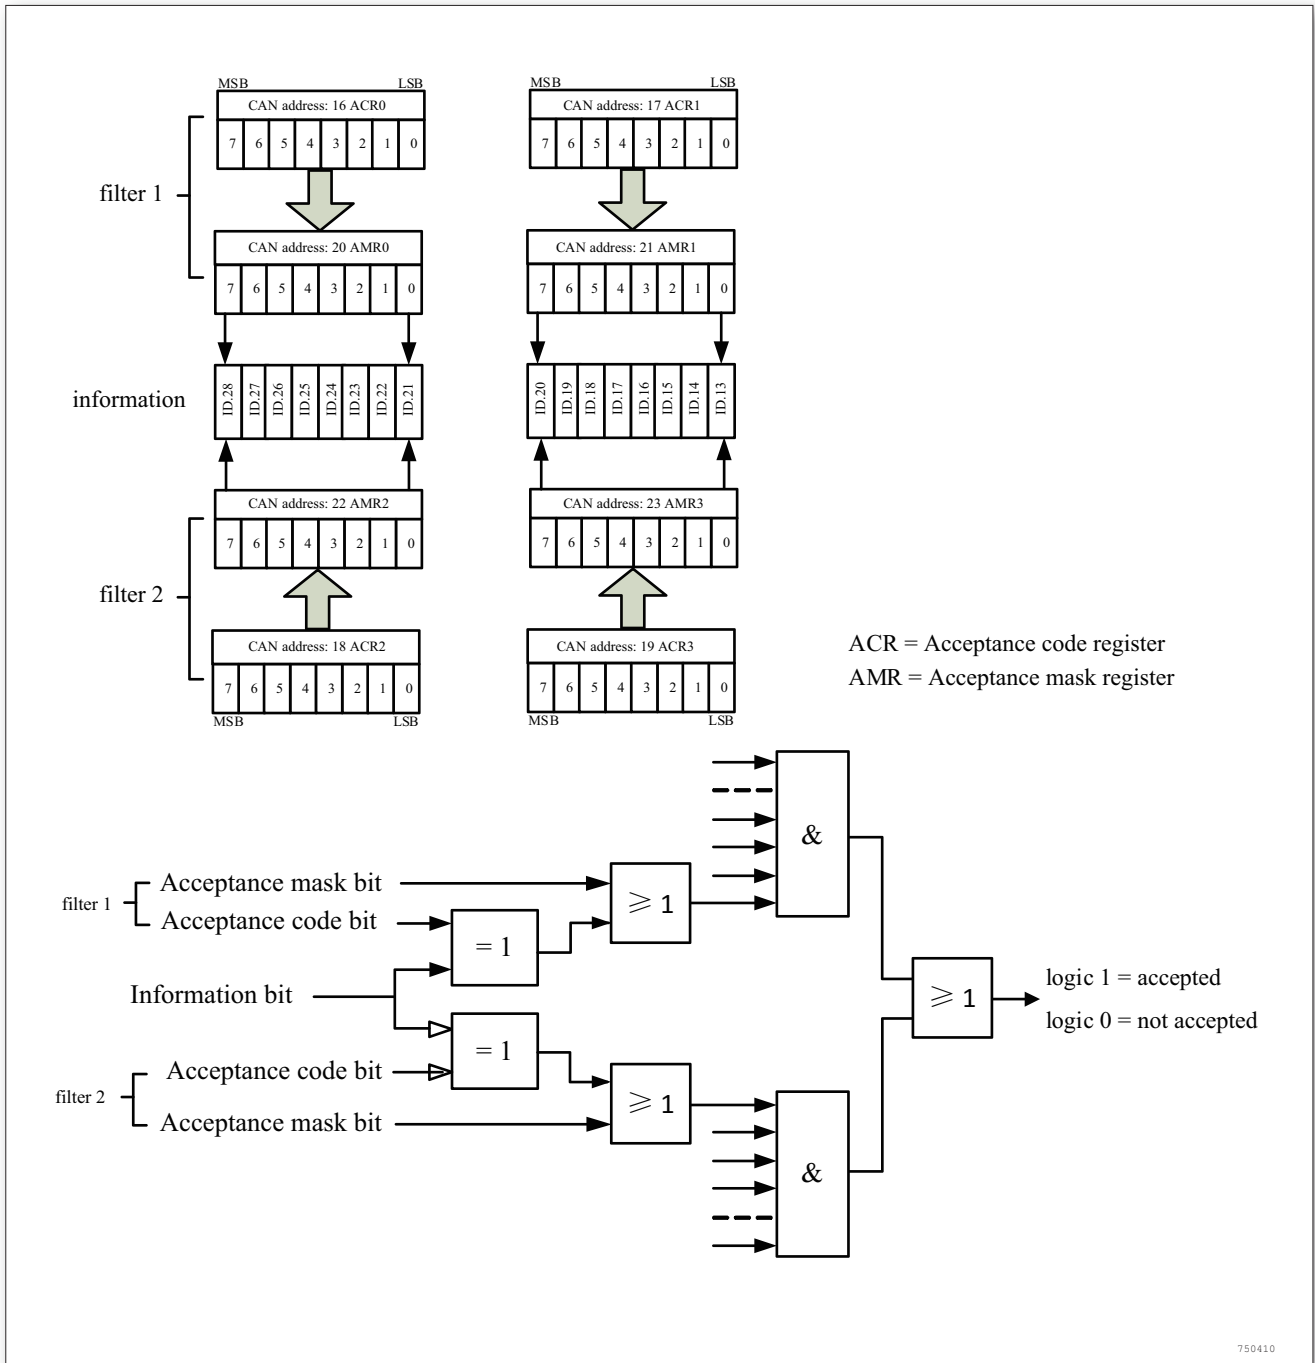 MSB LSB MSB LSB
CAN address: 16 ACR0 CAN address: 17 ACR1
7 6 5 4 3 2 1 0 7 6 5 4 3 2 1 0
filter 1
CAN address: 20 AMR0 CAN address: 21 AMR1
7 6 5 4 3 2 1 0 7 6 5 4 3 2 1 0
information
ID.28 ID.27 ID.26 ID.25 ID.24 ID.23 ID.22 ID.21 ID.20 ID.19 ID.18 ID.17 ID.16 ID.15 ID.14 ID.13
CAN address: 22 AMR2 CAN address: 23 AMR3
7 6 5 4 3 2 1 0 7 6 5 4 3 2 1 0
filter 2
CAN address: 18 ACR2 CAN address: 19 ACR3
7 6 5 4 3 2 1 0 7 6 5 4 3 2 1 0
MSB LSB MSB LSB
ACR = Acceptance code register
AMR = Acceptance mask register
&
filter 1
Acceptance mask bit
Acceptance code bit
≥ 1
= 1
Information bit
≥ 1
logic 1 = accepted
logic 0 = not accepted
= 1
filter 2
Acceptance code bit
Acceptance mask bit
≥ 1
&
750410